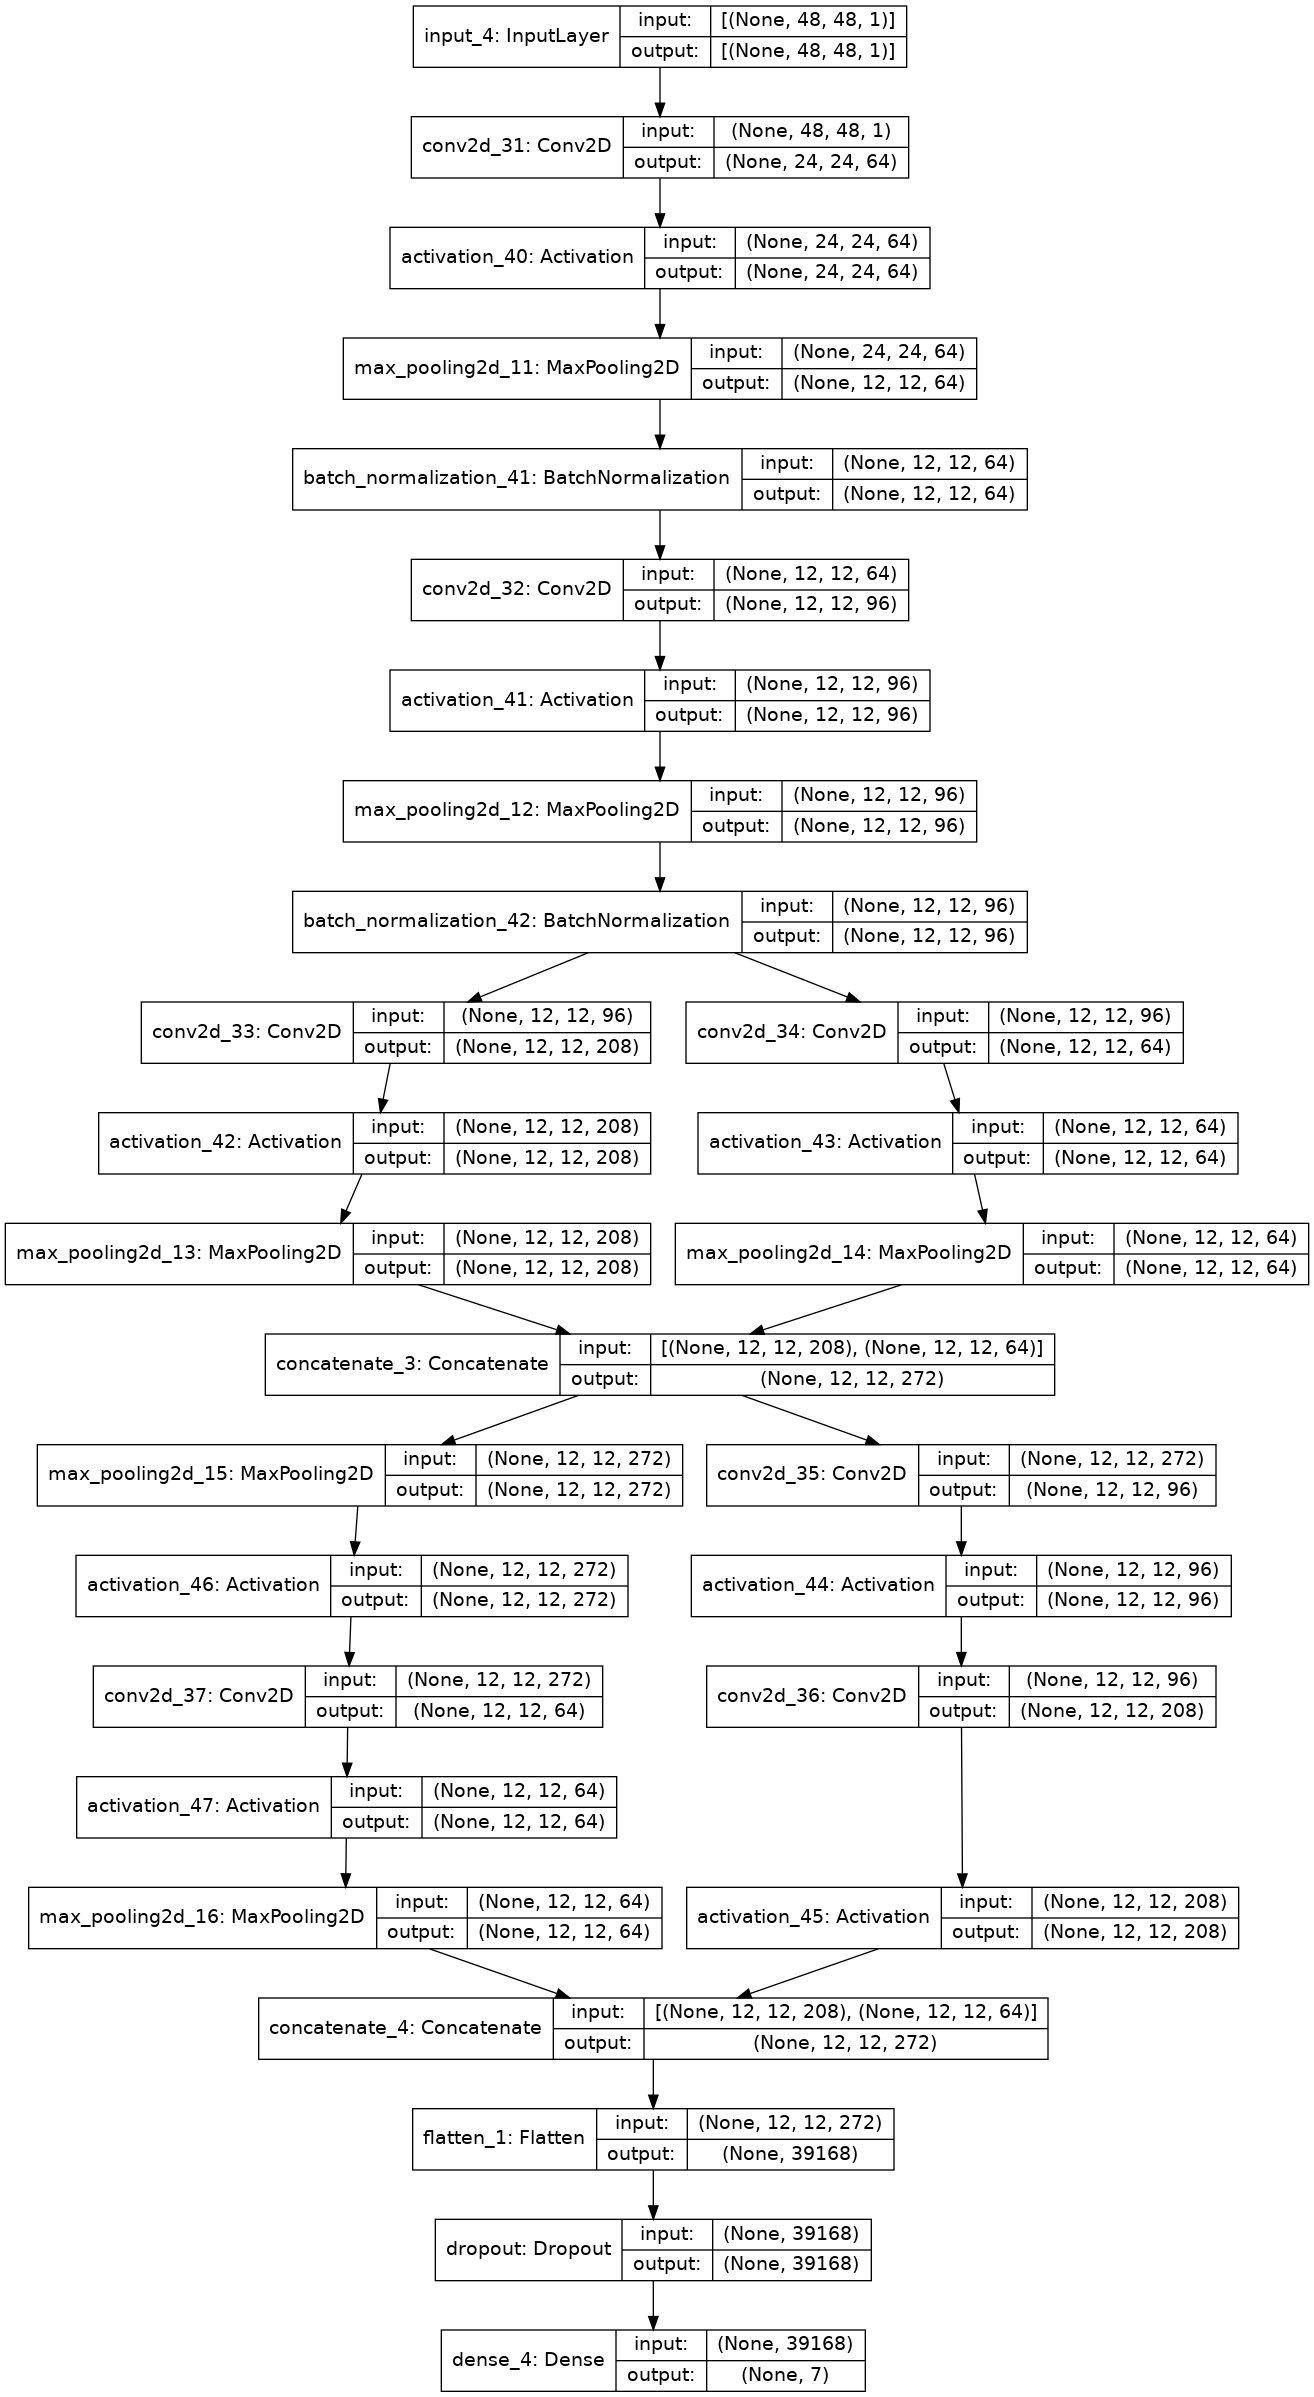 input_4: InputLayer
input: [(None, 48, 48, 1)]
output: [(None, 48, 48, 1)]
conv2d_31: Conv2D
input: (None, 48, 48, 1)
output: (None, 24, 24, 64)
activation_40: Activation
input: (None, 24, 24, 64)
output: (None, 24, 24, 64)
max_pooling2d_11: MaxPooling2D
input: (None, 24, 24, 64)
output: (None, 12, 12, 64)
batch_normalization_41: BatchNormalization
input: (None, 12, 12, 64)
output: (None, 12, 12, 64)
conv2d_32: Conv2D
input: (None, 12, 12, 64)
output: (None, 12, 12, 96)
activation_41: Activation
input: (None, 12, 12, 96)
output: (None, 12, 12, 96)
max_pooling2d_12: MaxPooling2D
input: (None, 12, 12, 96)
output: (None, 12, 12, 96)
batch_normalization_42: BatchNormalization
input: (None, 12, 12, 96)
output: (None, 12, 12, 96)
conv2d_33: Conv2D
input: (None, 12, 12, 96)
output: (None, 12, 12, 208)
conv2d_34: Conv2D
input: (None, 12, 12, 96)
output: (None, 12, 12, 64)
activation_42: Activation
input: (None, 12, 12, 208)
output: (None, 12, 12, 208)
activation_43: Activation
input: (None, 12, 12, 64)
output: (None, 12, 12, 64)
max_pooling2d_13: MaxPooling2D
input: (None, 12, 12, 208)
output: (None, 12, 12, 208)
max_pooling2d_14: MaxPooling2D
input: (None, 12, 12, 64)
output: (None, 12, 12, 64)
concatenate_3: Concatenate
input: [(None, 12, 12, 208), (None, 12, 12, 64)]
output: (None, 12, 12, 272)
max_pooling2d_15: MaxPooling2D
input: (None, 12, 12, 272)
output: (None, 12, 12, 272)
conv2d_35: Conv2D
input: (None, 12, 12, 272)
output: (None, 12, 12, 96)
activation_46: Activation
input: (None, 12, 12, 272)
output: (None, 12, 12, 272)
activation_44: Activation
input: (None, 12, 12, 96)
output: (None, 12, 12, 96)
conv2d_37: Conv2D
input: (None, 12, 12, 272)
output: (None, 12, 12, 64)
conv2d_36: Conv2D
input: (None, 12, 12, 96)
output: (None, 12, 12, 208)
activation_47: Activation
input: (None, 12, 12, 64)
output: (None, 12, 12, 64)
max_pooling2d_16: MaxPooling2D
input: (None, 12, 12, 64)
output: (None, 12, 12, 64)
activation_45: Activation
input: (None, 12, 12, 208)
output: (None, 12, 12, 208)
concatenate_4: Concatenate
input: [(None, 12, 12, 208), (None, 12, 12, 64)]
output: (None, 12, 12, 272)
flatten_1: Flatten
input: (None, 12, 12, 272)
output: (None, 39168)
dropout: Dropout
input: (None, 39168)
output: (None, 39168)
dense_4: Dense
input: (None, 39168)
output: (None, 7)